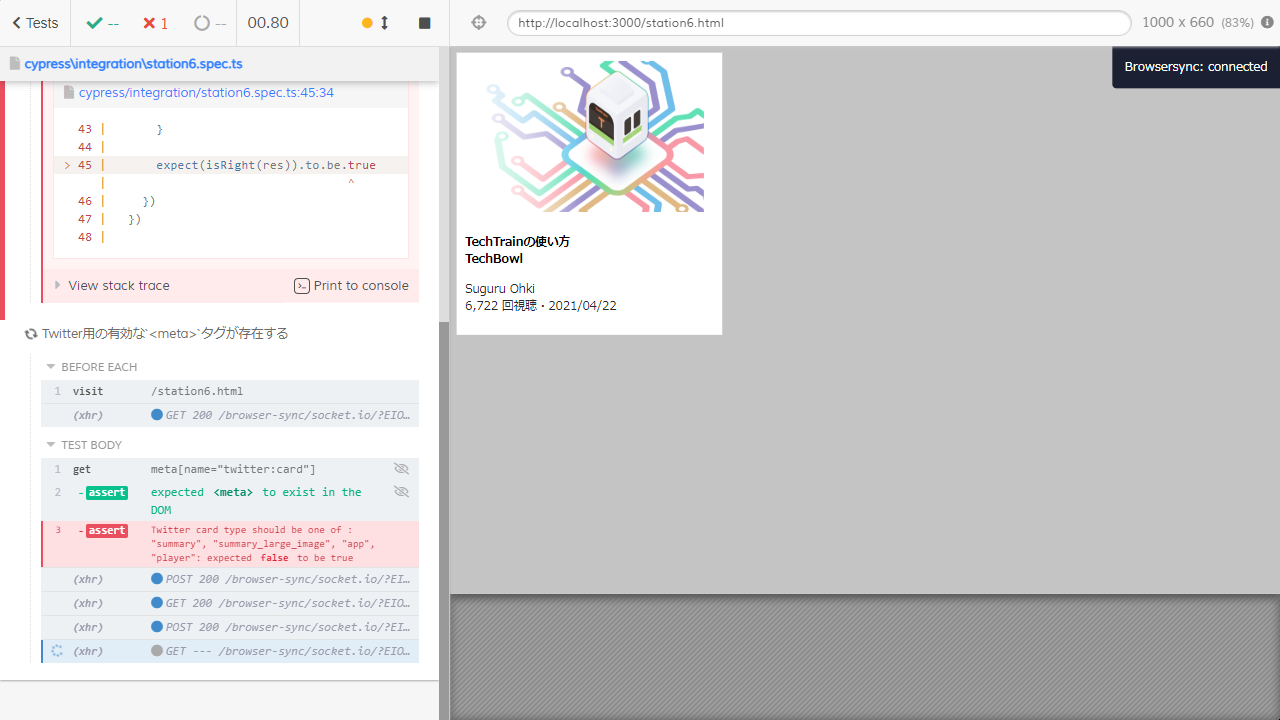 Tests
--
1
--
00.80
http://localhost:3000/station6.html
1000 x 660 (83%)
cypress\integration\station6.spec.ts
cypress/integration/station6.spec.ts:45:34
43 | }
44 |
> 45 | expect(isRight(res)).to.be.true
| ^
46 | })
47 | })
48 |
View stack trace
Print to console
Twitter用の有効な`<meta>`タグが存在する
BEFORE EACH
1 visit /station6.html
(xhr) GET 200 /browser-sync/socket.io/?EIO…
TEST BODY
1 get meta[name="twitter:card"]
2 -assert expected <meta> to exist in the
DOM
3 -assert Twitter card type should be one of :
"summary", "summary_large_image", "app",
"player": expected false to be true
(xhr) POST 200 /browser-sync/socket.io/?EI…
(xhr) GET 200 /browser-sync/socket.io/?EIO…
(xhr) POST 200 /browser-sync/socket.io/?EI…
(xhr) GET --- /browser-sync/socket.io/?EIO…
Browsersync: connected
T
TechTrainの使い方
TechBowl
Suguru Ohki
6,722 回視聴・2021/04/22